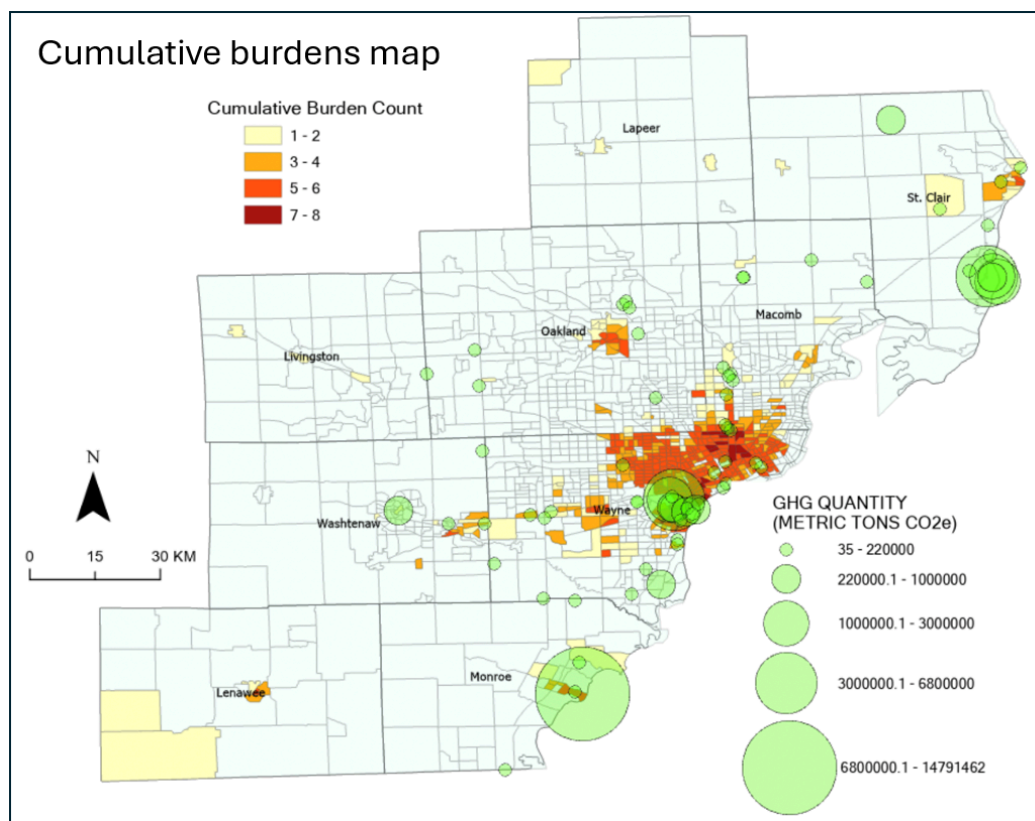 Cumulative burdens map
Cumulative Burden Count
1 - 2
3 - 4
5 - 6
7 - 8
Lapeer
St. Clair
Macomb
Oakland
Livingston
Wayne
Washtenaw
Monroe
Lenawee
N
0 15 30 KM
GHG QUANTITY
(METRIC TONS CO2e)
35 - 220000
220000.1 - 1000000
1000000.1 - 3000000
3000000.1 - 6800000
6800000.1 - 14791462